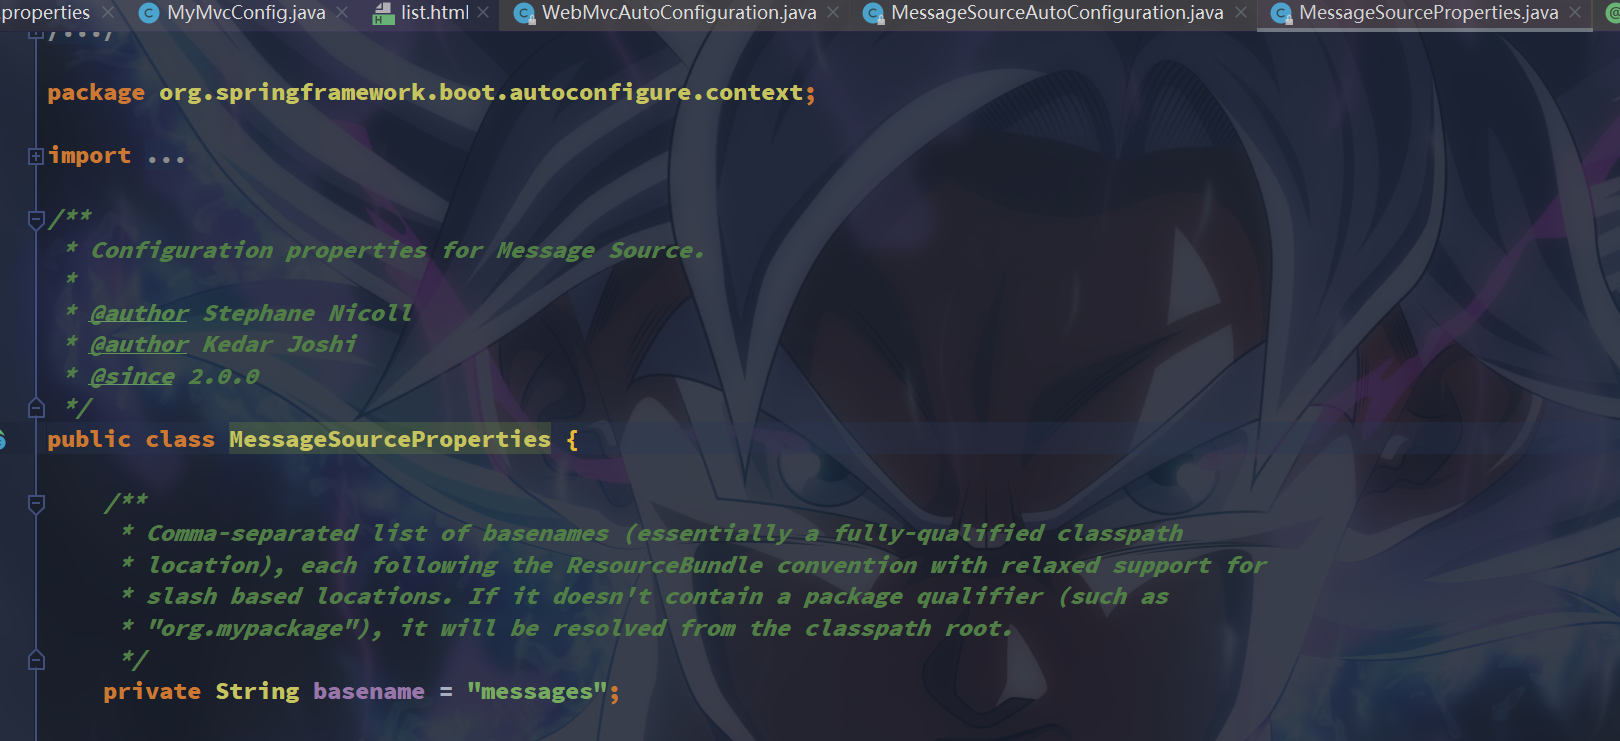 properties MyMvcConfig.java list.html WebMvcAutoConfiguration.java MessageSourceAutoConfiguration.java MessageSourceProperties.java
/.../
package org.springframework.boot.autoconfigure.context;
import ...
/**
* Configuration properties for Message Source.
*
* @author Stephane Nicoll
* @author Kedar Joshi
* @since 2.0.0
*/
public class MessageSourceProperties {
/**
* Comma-separated list of basenames (essentially a fully-qualified classpath
* location), each following the ResourceBundle convention with relaxed support for
* slash based locations. If it doesn't contain a package qualifier (such as
* "org.mypackage"), it will be resolved from the classpath root.
*/
private String basename = "messages";